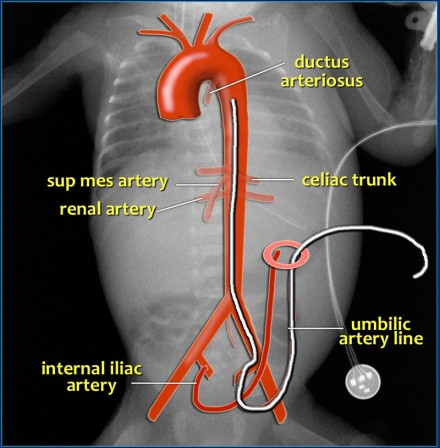 ductus
arteriosus
sup mes artery
celiac trunk
renal artery
umbilic
artery line
internal iliac
artery